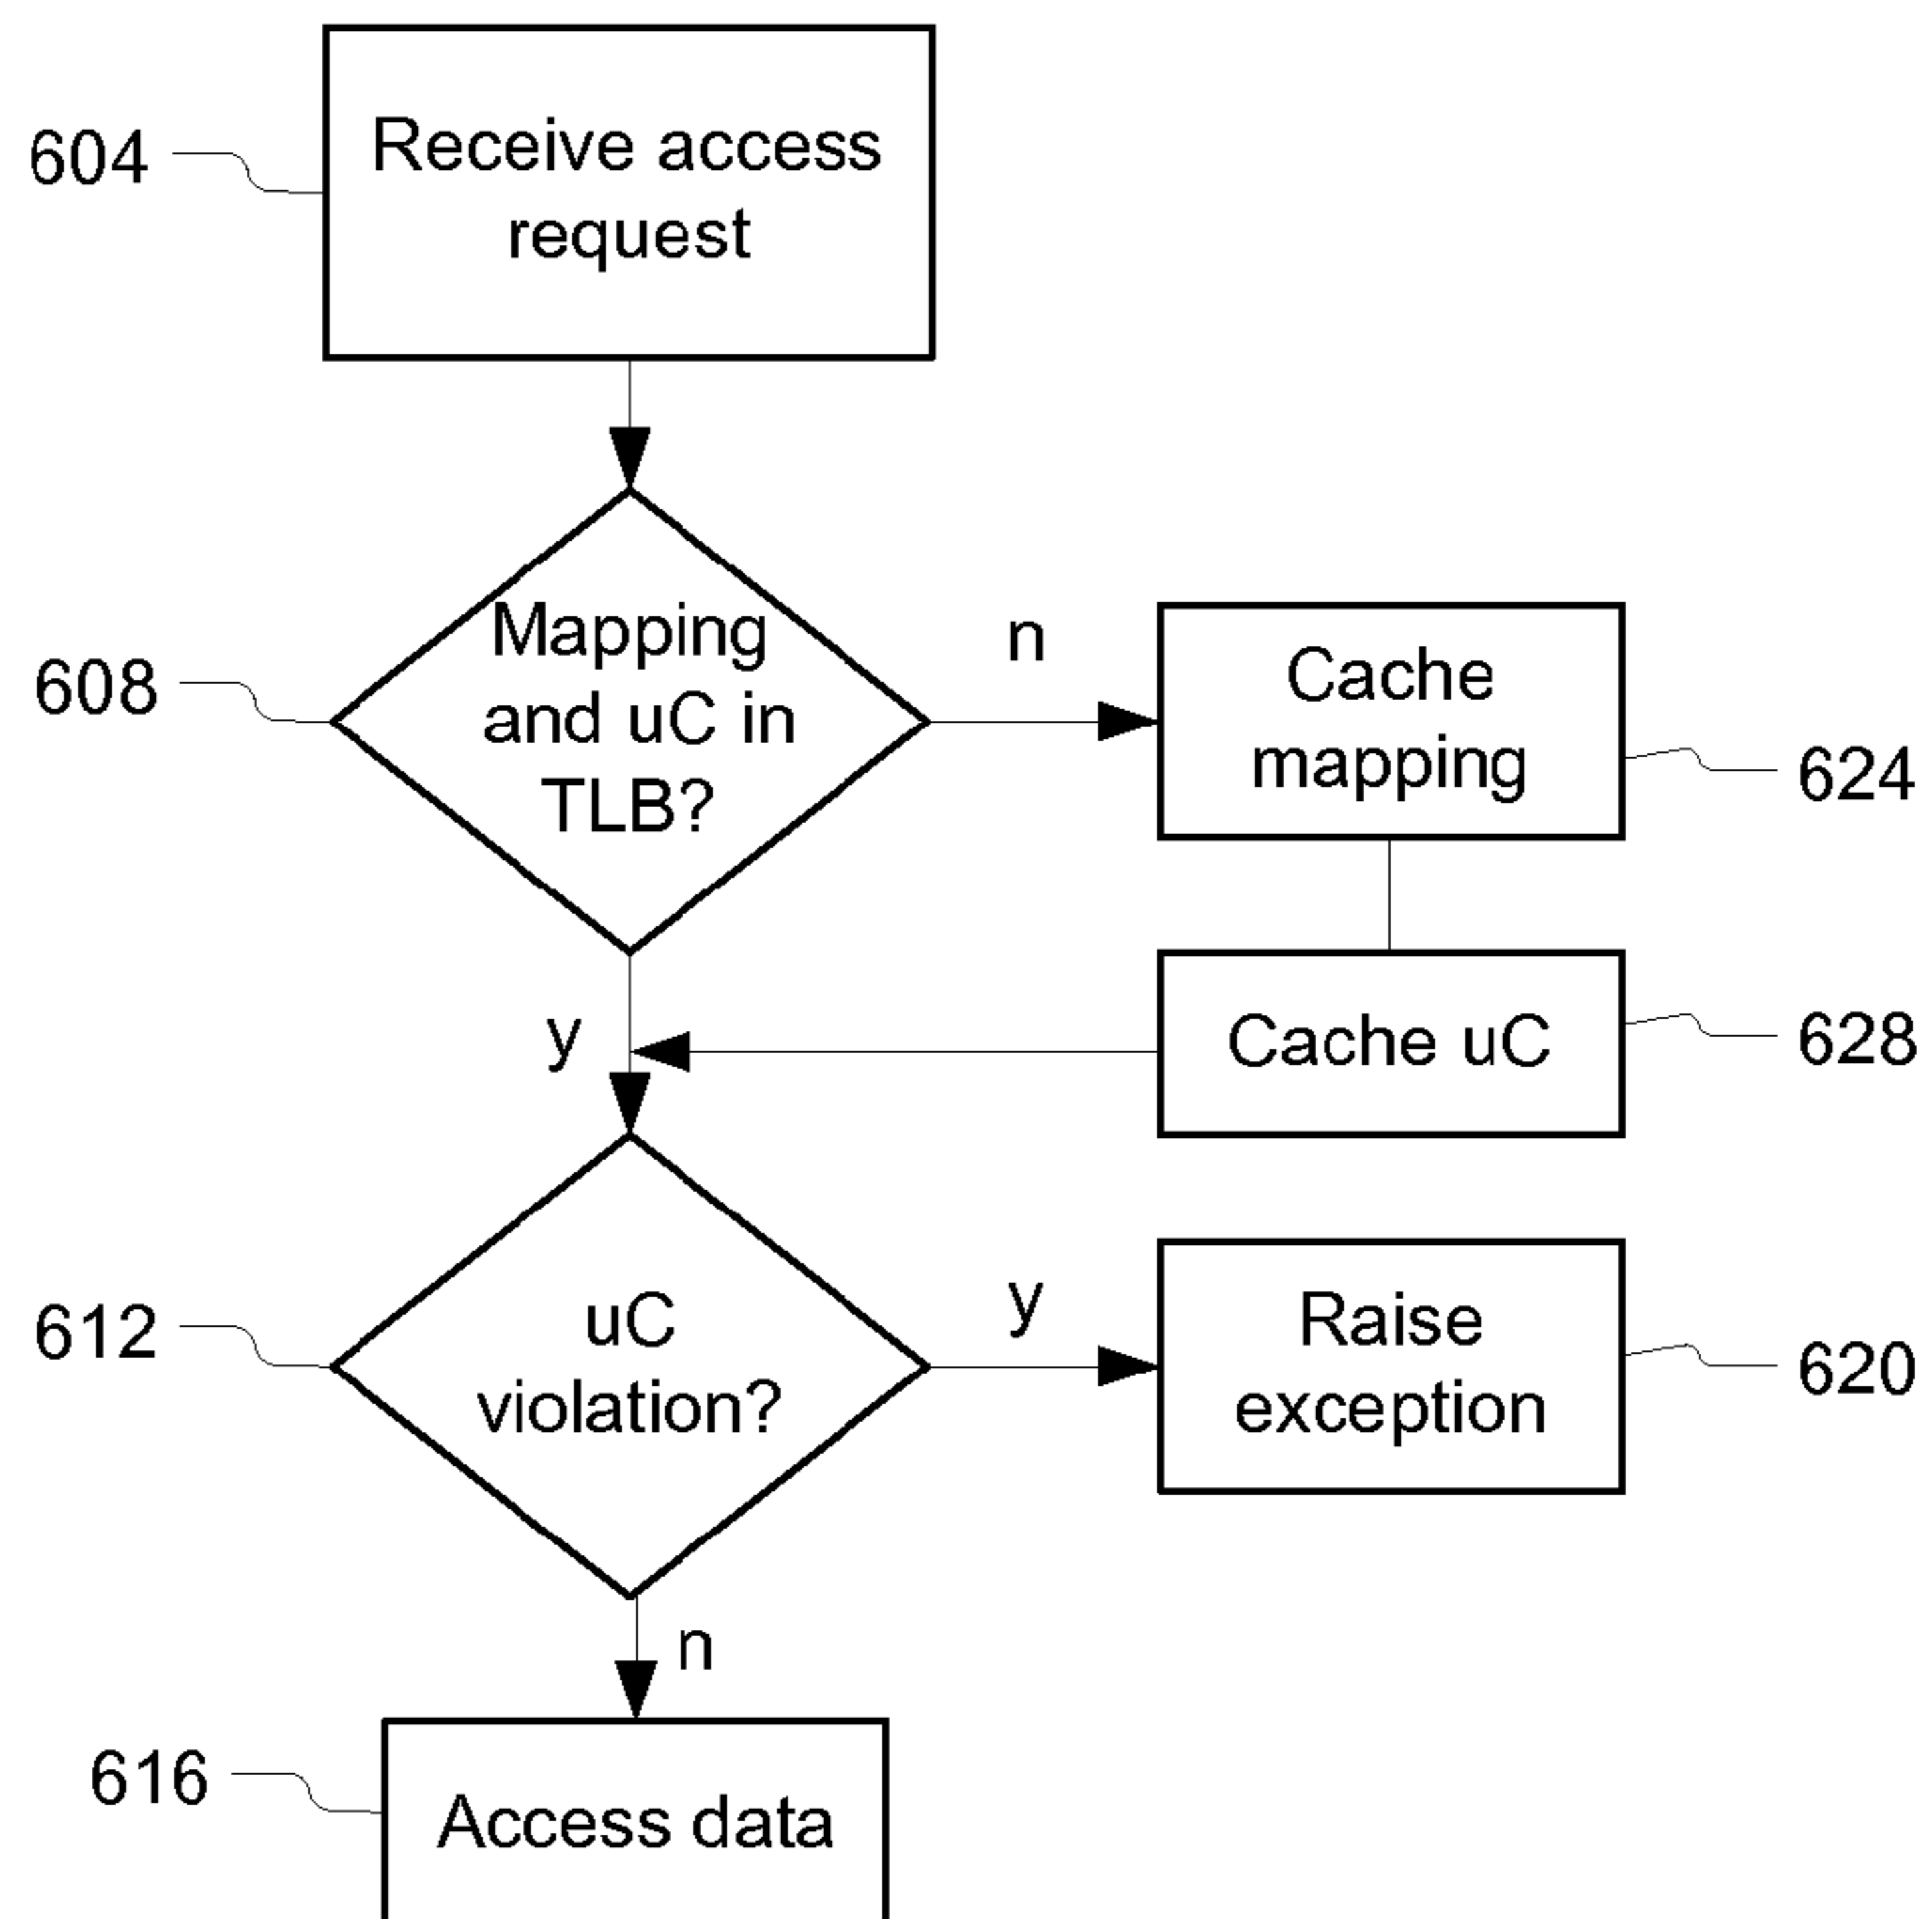 604
Receive access
request
608
Mapping
and uC in
TLB?
n
Cache
mapping
624
y
Cache uC
628
612
uC
violation?
y
Raise
exception
620
n
616
Access data